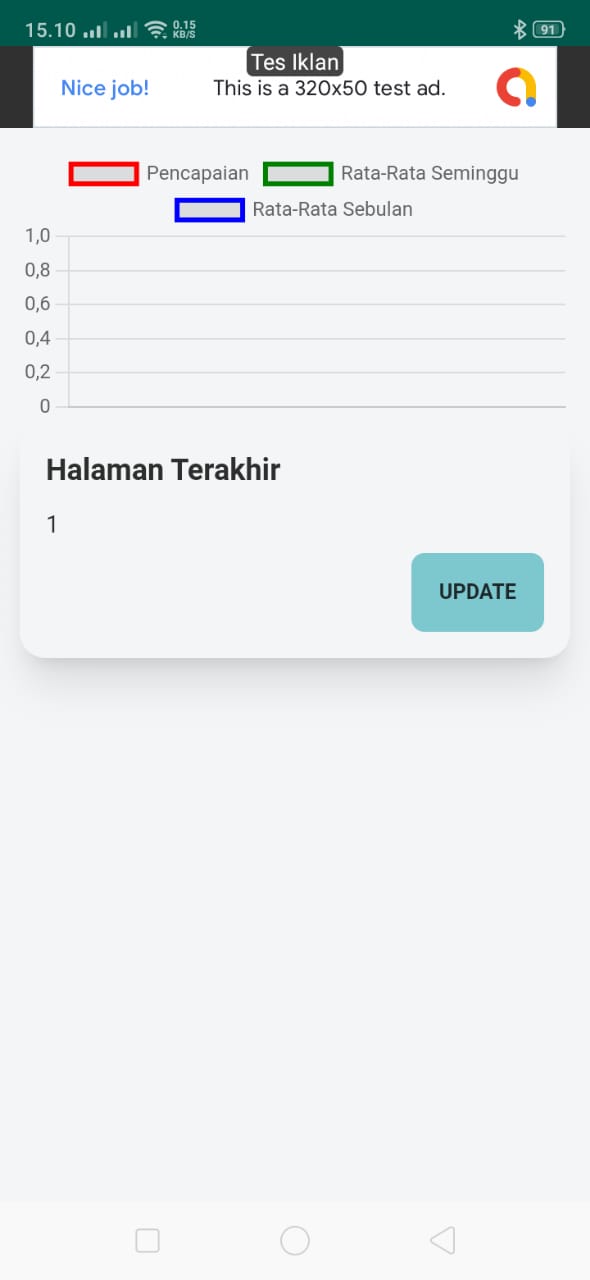 15.10 0.15 KB/S 91
Tes Iklan
Nice job! This is a 320x50 test ad.
Pencapaian Rata-Rata Seminggu
Rata-Rata Sebulan
1,0
0,8
0,6
0,4
0,2
0
Halaman Terakhir
1
UPDATE